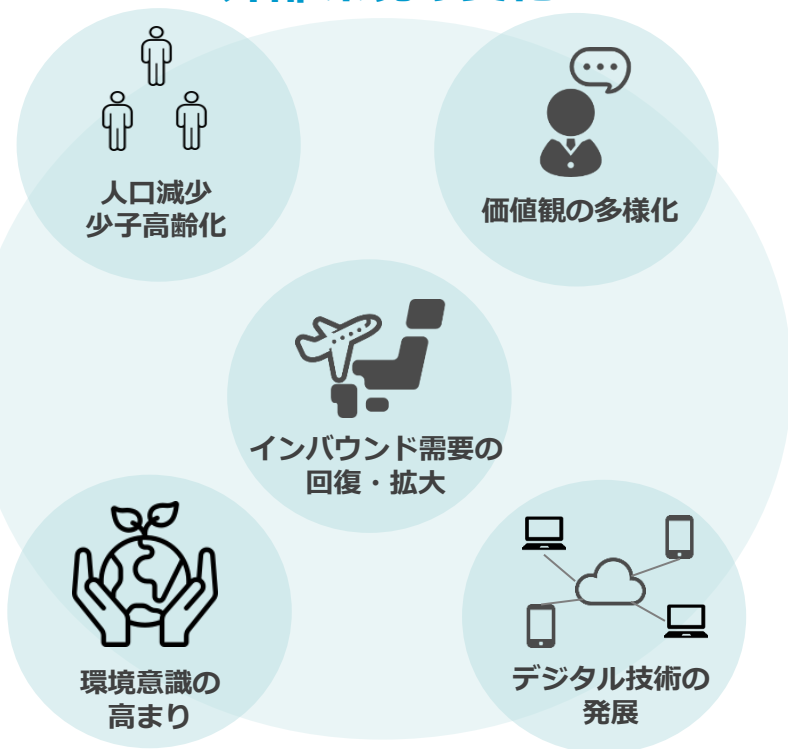 人口減少
少子高齢化
価値観の多様化
インバウンド需要の
回復・拡大
環境意識の
高まり
デジタル技術の
発展